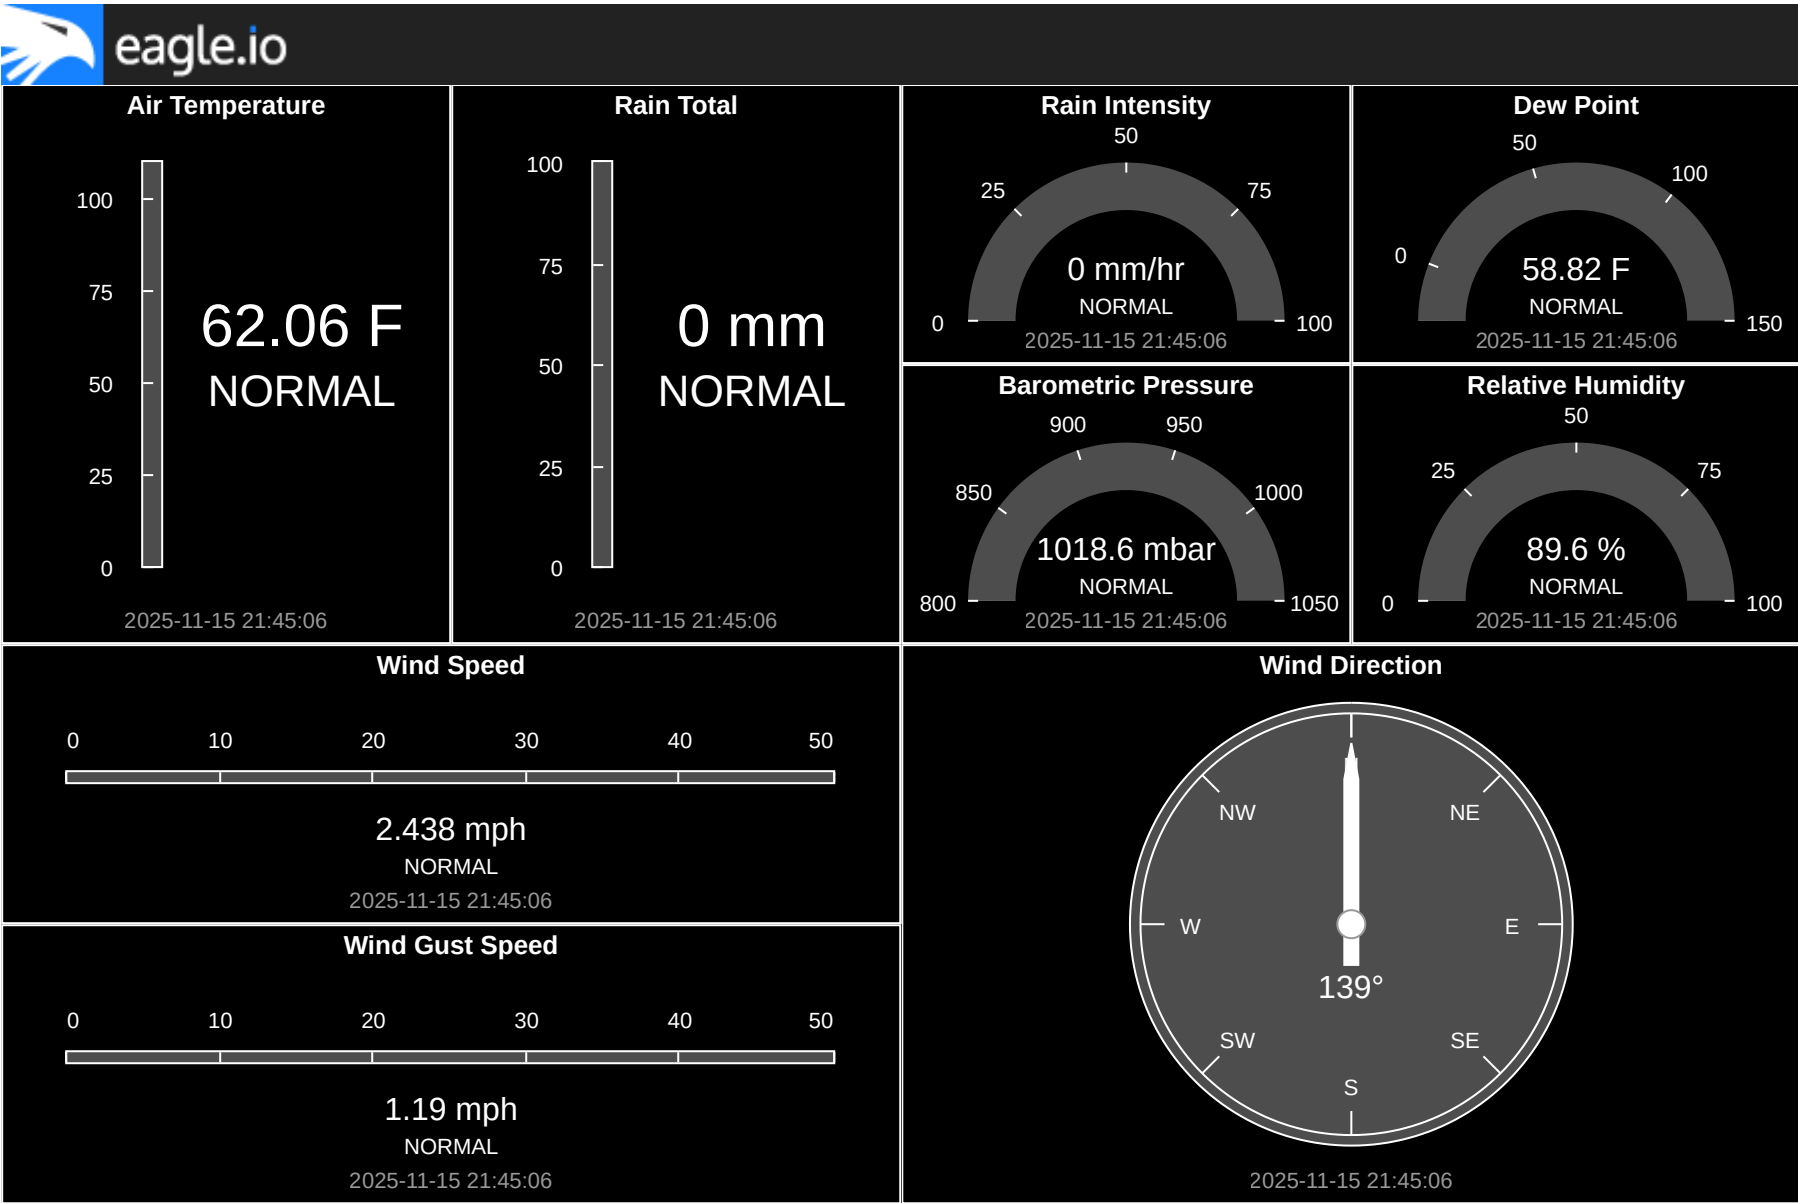 eagle.io
Air Temperature
100
75
50
25
0
62.06 F
NORMAL
2025-11-15 21:45:06
Rain Total
100
75
50
25
0
0 mm
NORMAL
2025-11-15 21:45:06
Rain Intensity
0
25
50
75
100
0 mm/hr
NORMAL
2025-11-15 21:45:06
Dew Point
0
50
100
150
58.82 F
NORMAL
2025-11-15 21:45:06
Barometric Pressure
800
850
900
950
1000
1050
1018.6 mbar
NORMAL
2025-11-15 21:45:06
Relative Humidity
0
25
50
75
100
89.6 %
NORMAL
2025-11-15 21:45:06
Wind Speed
0 10 20 30 40 50
2.438 mph
NORMAL
2025-11-15 21:45:06
Wind Gust Speed
0 10 20 30 40 50
1.19 mph
NORMAL
2025-11-15 21:45:06
Wind Direction
NW NE
W E
139°
SW SE
S
2025-11-15 21:45:06